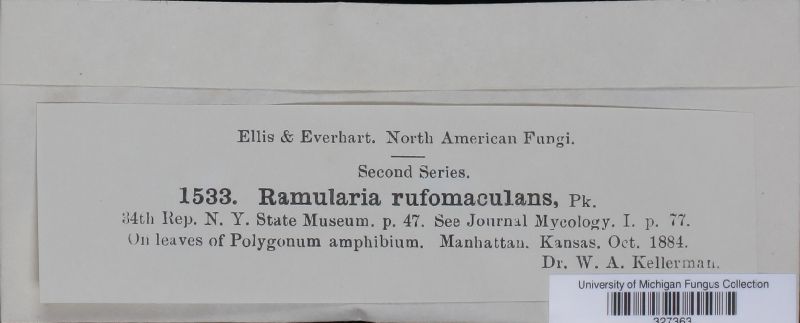 Ellis & Everhart. North American Fungi.
Second Series.
1533. Ramularia rufomaculans, Pk.
34th Rep. N. Y. State Museum. p. 47. See Journal Mycology. I. p. 77.
On leaves of Polygonum amphibium. Manhattan. Kansas. Oct. 1884.
Dr. W. A. Kellerman.
University of Michigan Fungus Collection
327363